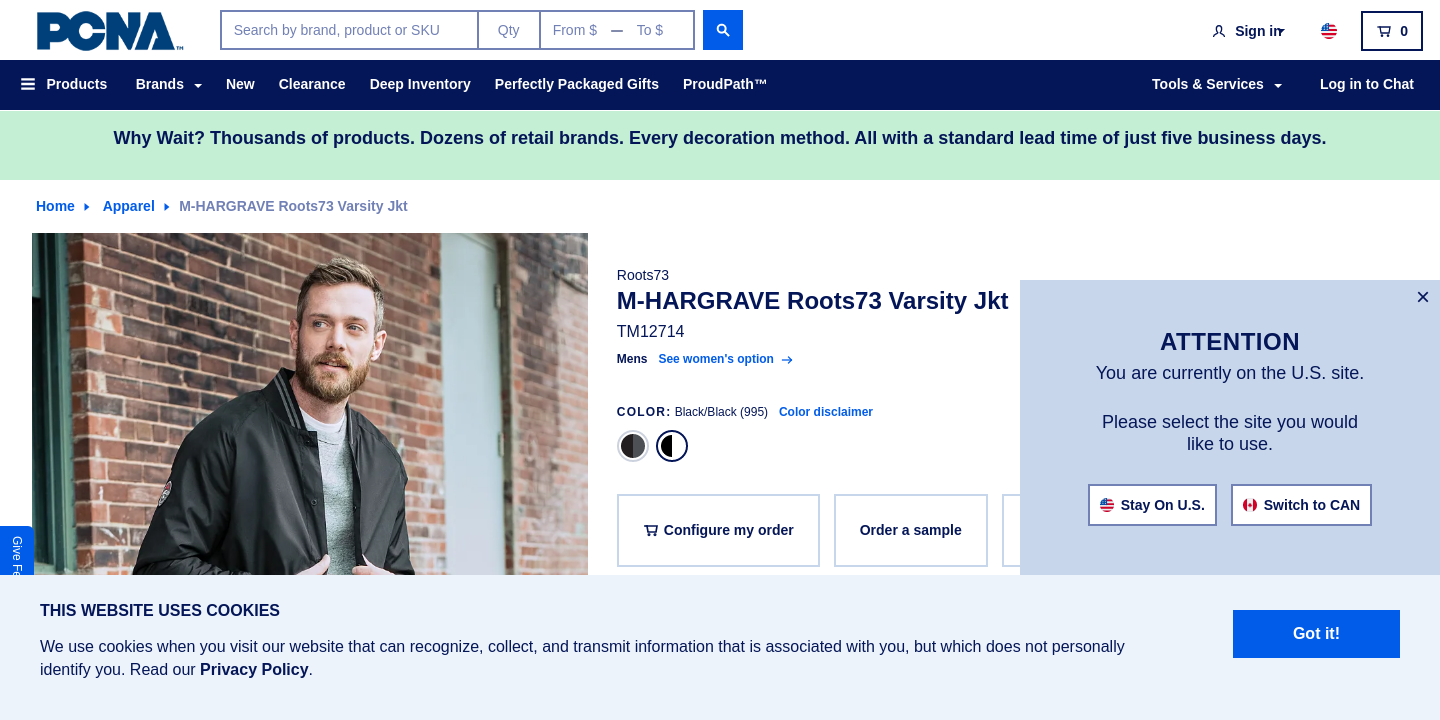 PCNA™
Search by brand, product or SKU
Qty
From $ — To $
Sign in
0
Products
Brands
New
Clearance
Deep Inventory
Perfectly Packaged Gifts
ProudPath™
Tools & Services
Log in to Chat
Why Wait? Thousands of products. Dozens of retail brands. Every decoration method. All with a standard lead time of just five business days.
Home
Apparel
M-HARGRAVE Roots73 Varsity Jkt
Roots73
M-HARGRAVE Roots73 Varsity Jkt
TM12714
Mens See women's option
COLOR: Black/Black (995) Color disclaimer
Configure my order
Order a sample
ATTENTION
You are currently on the U.S. site.
Please select the site you would
like to use.
Stay On U.S.
Switch to CAN
Give Fe
THIS WEBSITE USES COOKIES
We use cookies when you visit our website that can recognize, collect, and transmit information that is associated with you, but which does not personally
identify you. Read our Privacy Policy.
Got it!